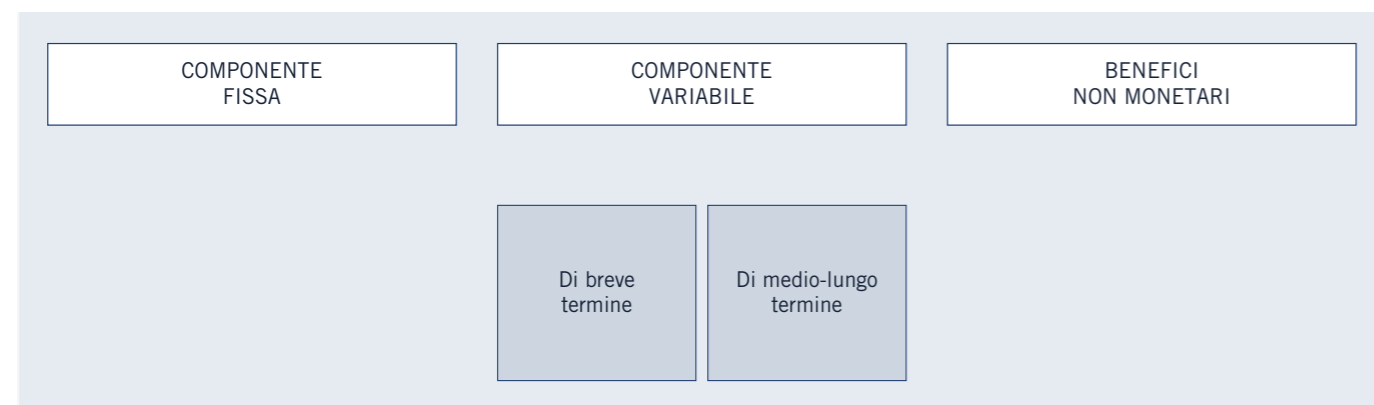 COMPONENTE
FISSA
COMPONENTE
VARIABILE
BENEFICI
NON MONETARI
Di breve
termine
Di medio-lungo
termine